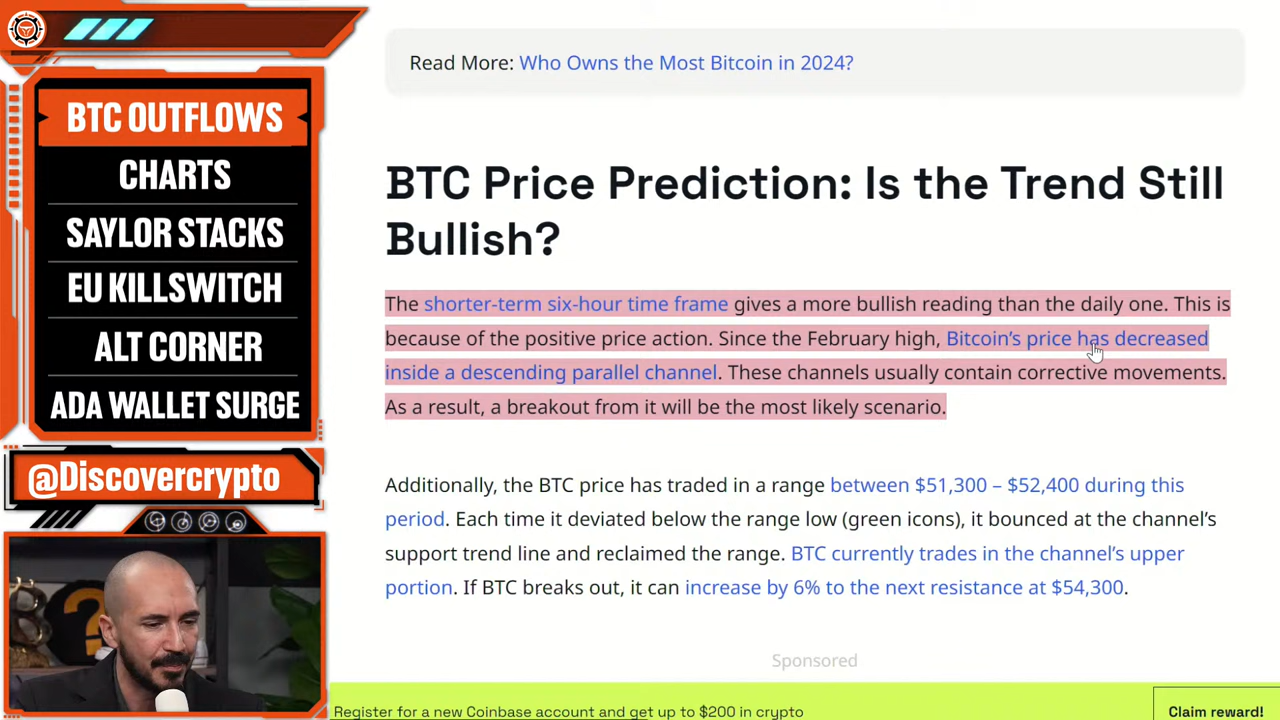 BTC OUTFLOWS
CHARTS
SAYLOR STACKS
EU KILLSWITCH
ALT CORNER
ADA WALLET SURGE
@Discovercrypto
Read More: Who Owns the Most Bitcoin in 2024?
BTC Price Prediction: Is the Trend Still
Bullish?
The shorter-term six-hour time frame gives a more bullish reading than the daily one. This is
because of the positive price action. Since the February high, Bitcoin’s price has decreased
inside a descending parallel channel. These channels usually contain corrective movements.
As a result, a breakout from it will be the most likely scenario.
Additionally, the BTC price has traded in a range between $51,300 – $52,400 during this
period. Each time it deviated below the range low (green icons), it bounced at the channel’s
support trend line and reclaimed the range. BTC currently trades in the channel’s upper
portion. If BTC breaks out, it can increase by 6% to the next resistance at $54,300.
Sponsored
Register for a new Coinbase account and get up to $200 in crypto
Claim reward!